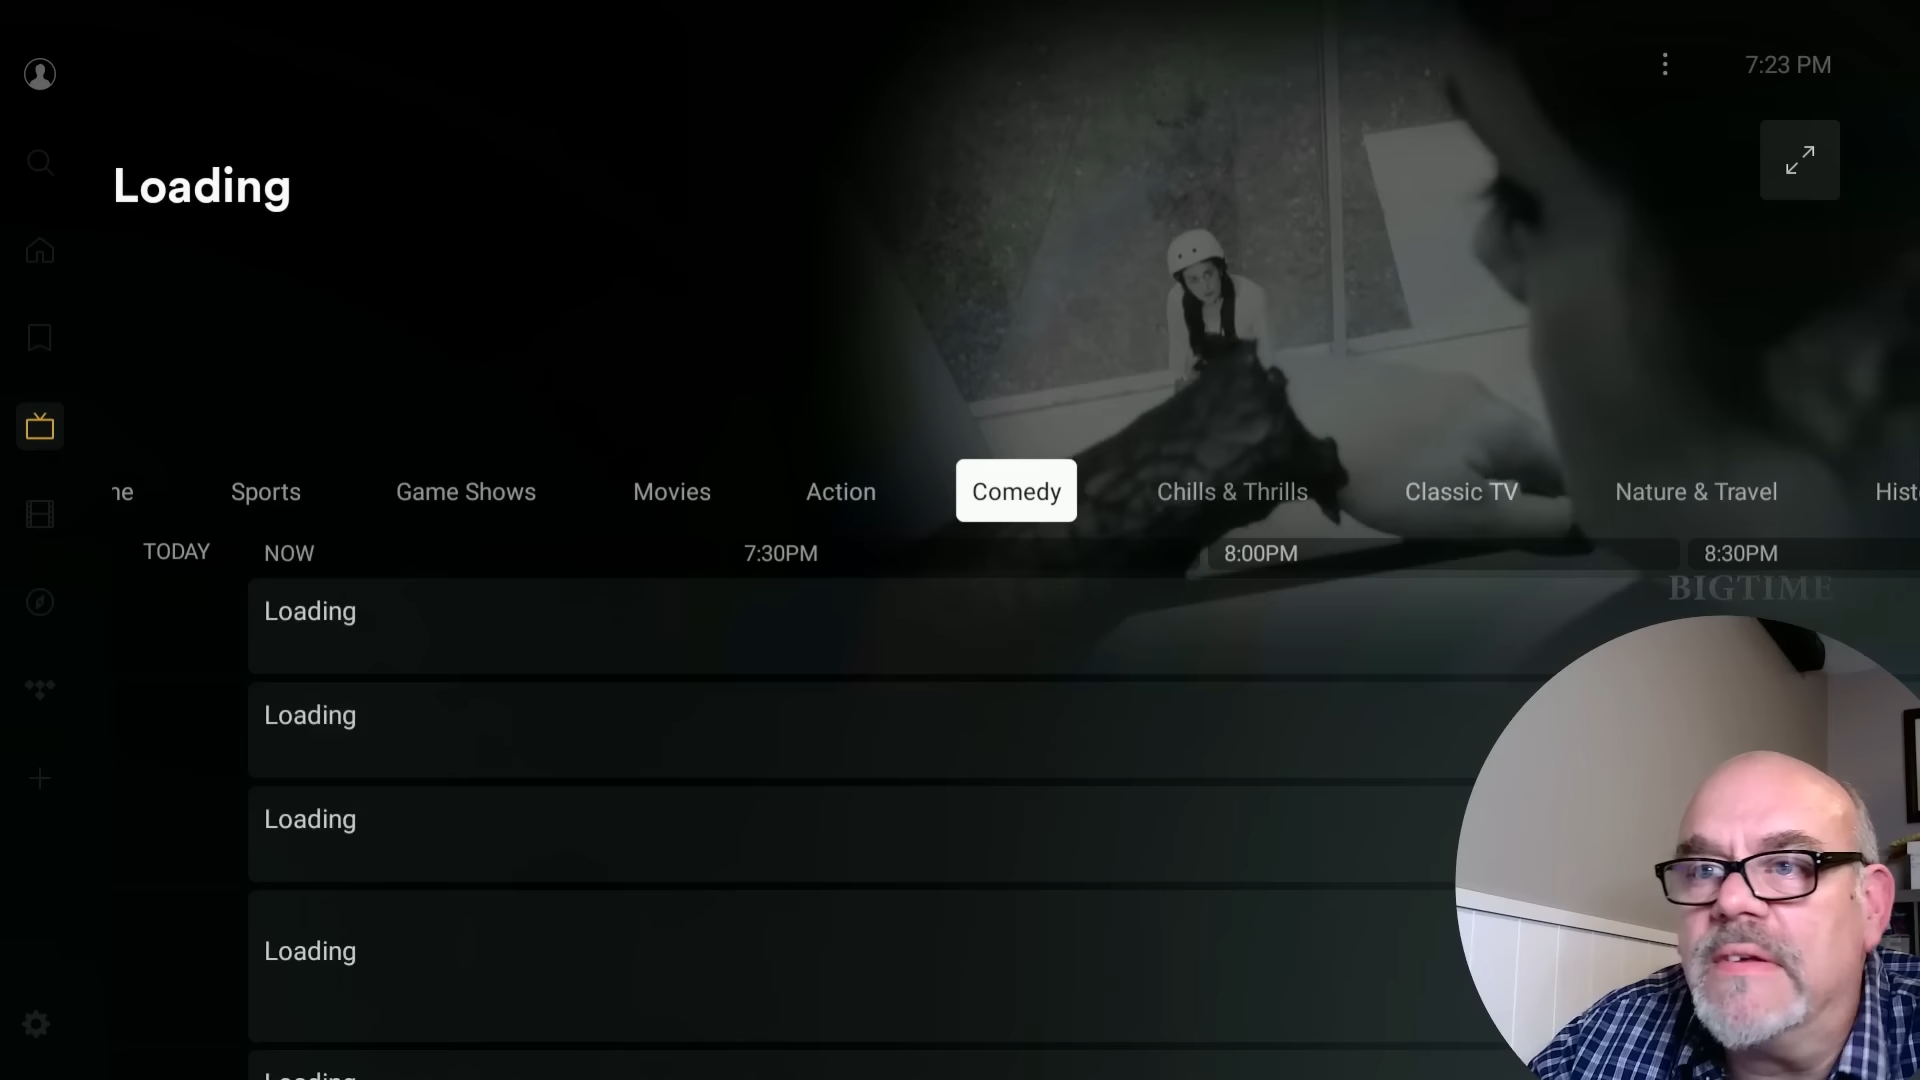 7:23 PM
Loading
ne
Sports
Game Shows
Movies
Action
Comedy
Chills & Thrills
Classic TV
Nature & Travel
Hist
TODAY
NOW
7:30PM
8:00PM
8:30PM
BIGTIME
Loading
Loading
Loading
Loading
Loading